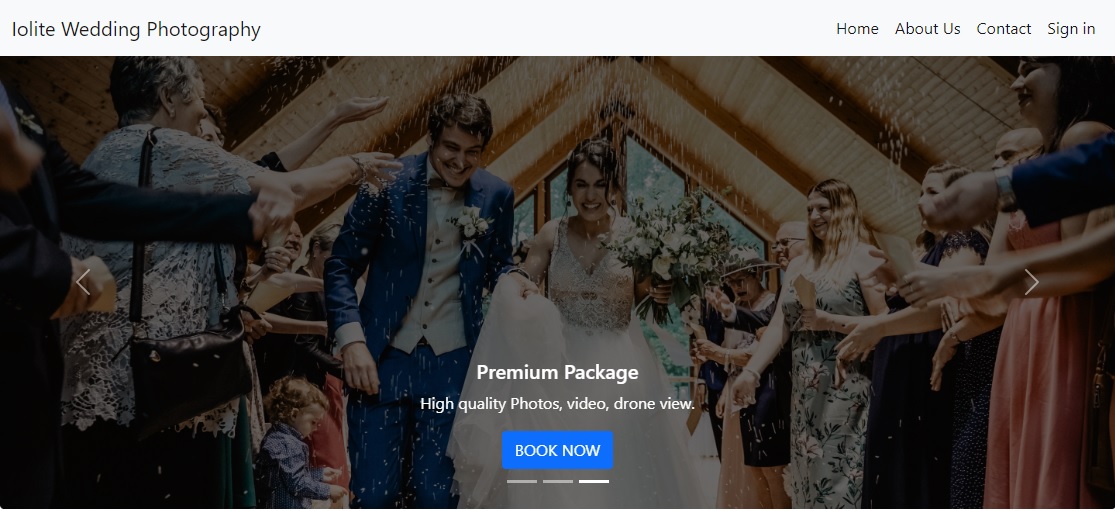 Iolite Wedding Photography
Home About Us Contact Sign in
Premium Package
High quality Photos, video, drone view.
BOOK NOW